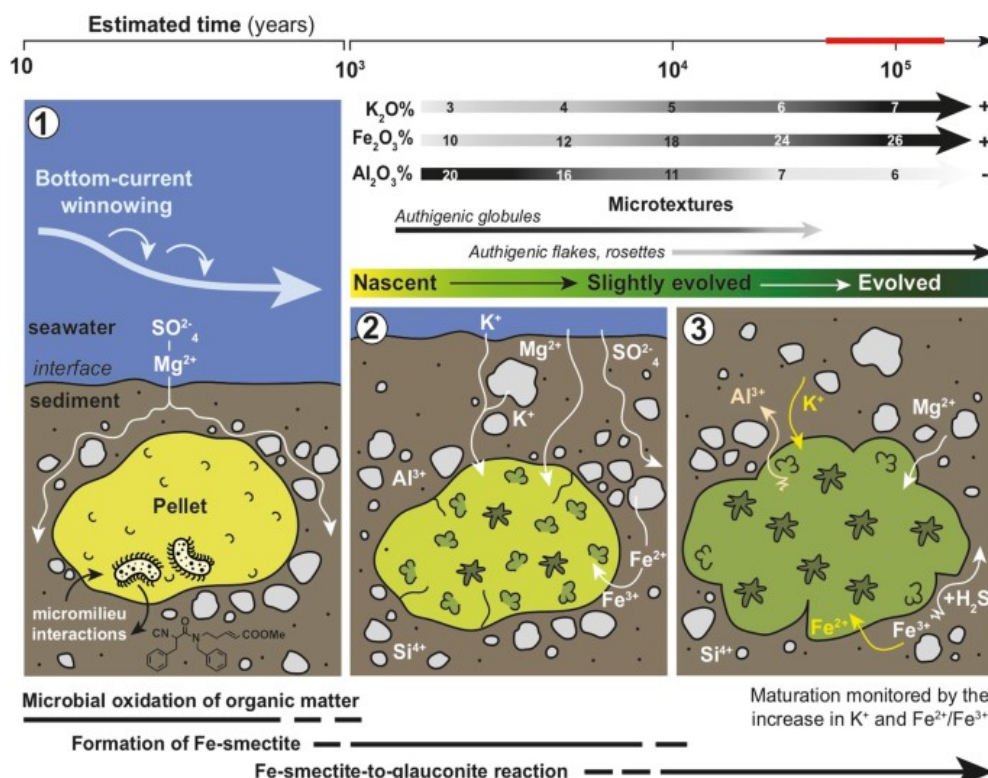 Estimated time (years)
10 10³ 10⁴ 10⁵
K₂O% 3 4 5 6 7 +
Fe₂O₃% 10 12 18 24 26 +
Al₂O₃% 20 16 11 7 6 -
Microtextures
Authigenic globules
Authigenic flakes, rosettes
Nascent Slightly evolved Evolved
1
Bottom-current
winnowing
seawater
SO₄²⁻
Mg²⁺
interface
sediment
Pellet
micromilieu
interactions
CN
O
N
COOMe
2
K⁺
Mg²⁺
SO₄²⁻
K⁺
Al³⁺
Fe²⁺
Fe³⁺
Si⁴⁺
3
Al³⁺
K⁺
Mg²⁺
+H₂S
Fe²⁺
Fe³⁺
Si⁴⁺
Microbial oxidation of organic matter
Formation of Fe-smectite
Fe-smectite-to-glauconite reaction
Maturation monitored by the
increase in K⁺ and Fe²⁺/Fe³⁺